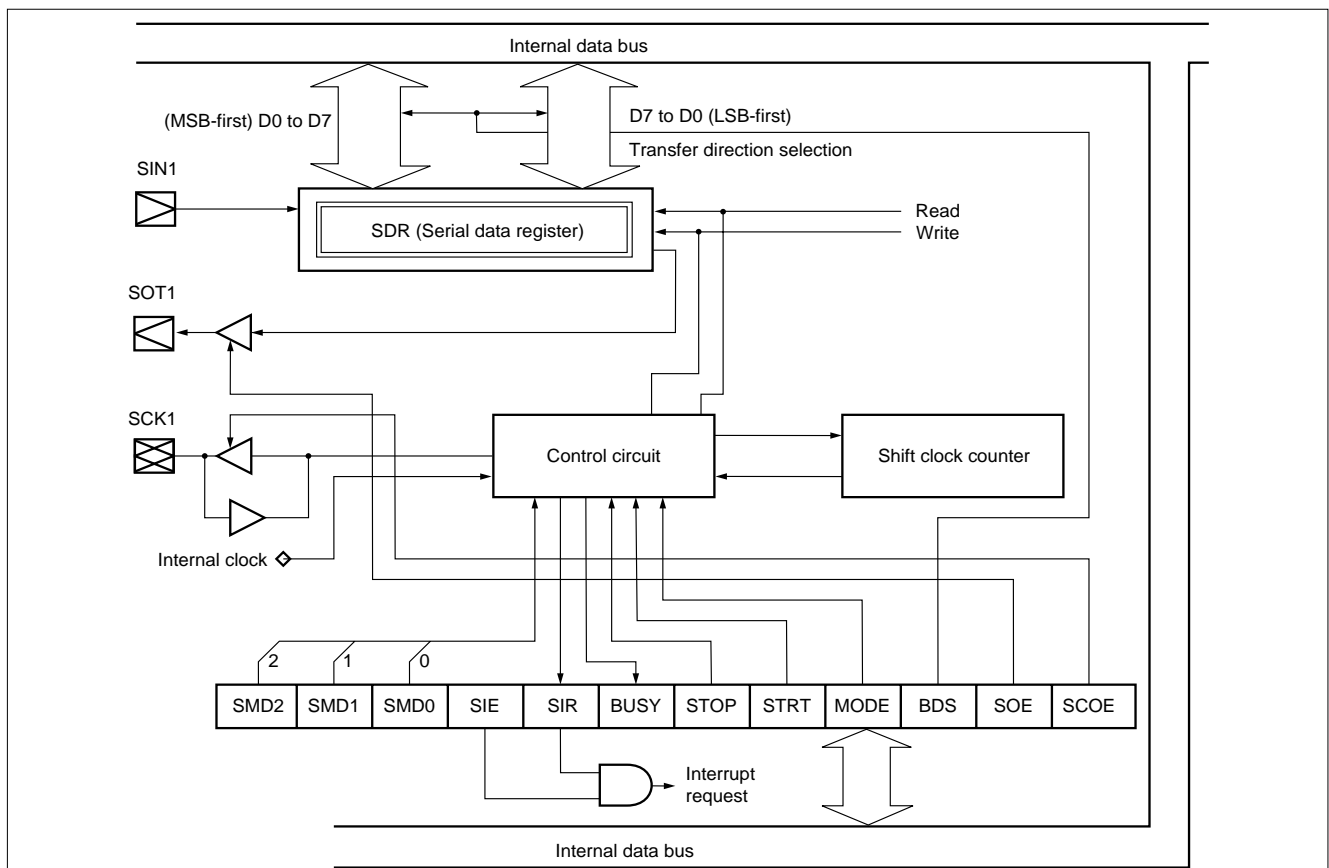 Internal data bus
(MSB-first) D0 to D7
D7 to D0 (LSB-first)
Transfer direction selection
SIN1
SDR (Serial data register)
Read
Write
SOT1
SCK1
Control circuit
Shift clock counter
Internal clock
2
1
0
SMD2
SMD1
SMD0
SIE
SIR
BUSY
STOP
STRT
MODE
BDS
SOE
SCOE
Interrupt
request
Internal data bus